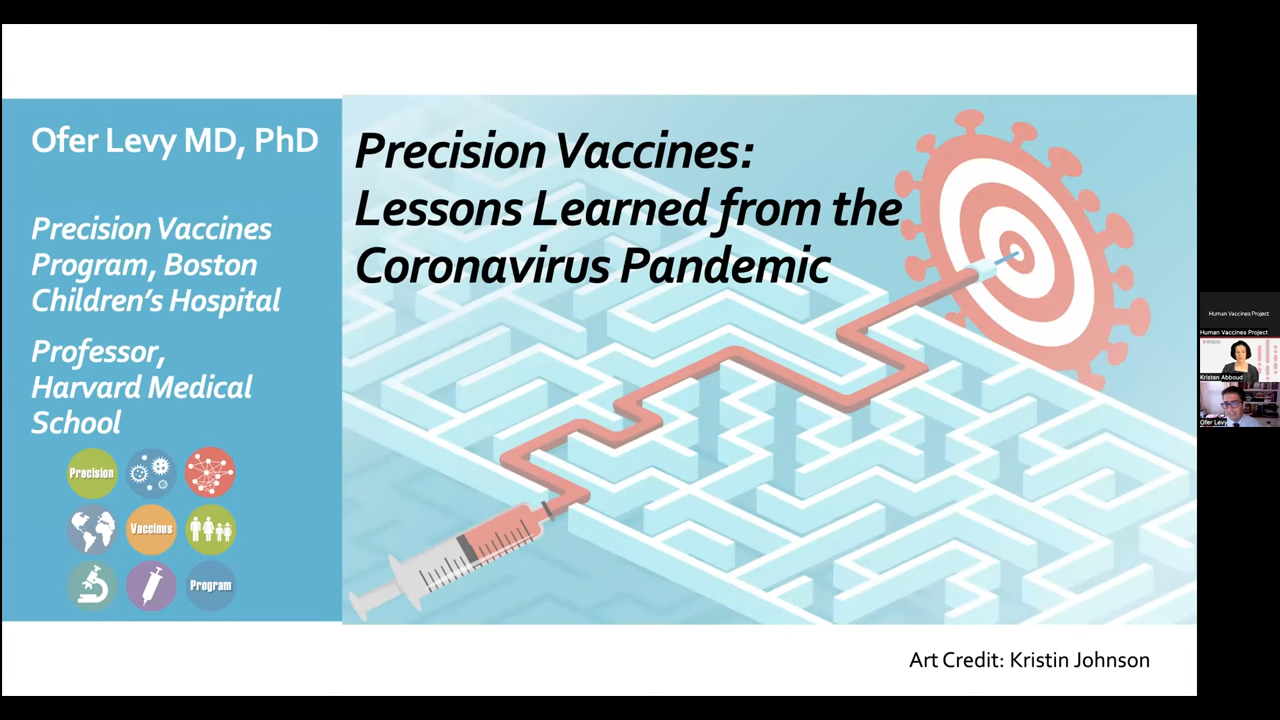 Ofer Levy MD, PhD
Precision Vaccines
Program, Boston
Children's Hospital
Professor,
Harvard Medical
School
Precision
Vaccines
Program
Precision Vaccines:
Lessons Learned from the
Coronavirus Pandemic
Art Credit: Kristin Johnson
Human Vaccines Project
Human Vaccines Project
Kristen Abboud
Ofer Levy